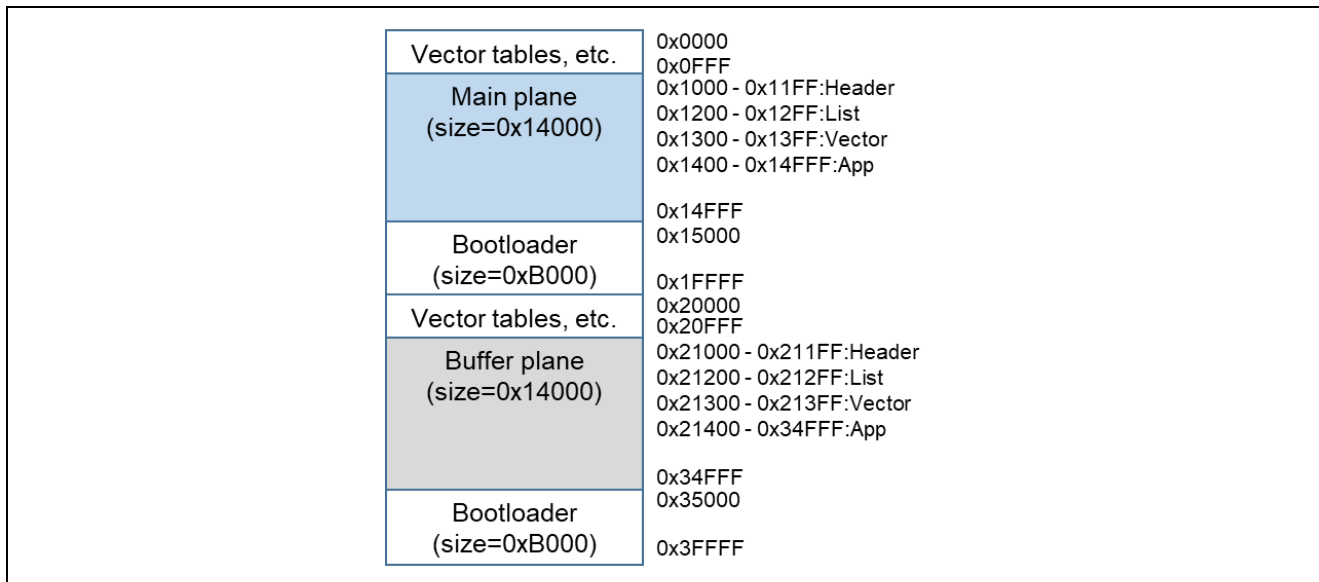 Vector tables, etc.
0x0000
0x0FFF
Main plane
(size=0x14000)
0x1000 - 0x11FF:Header
0x1200 - 0x12FF:List
0x1300 - 0x13FF:Vector
0x1400 - 0x14FFF:App
0x14FFF
Bootloader
(size=0xB000)
0x15000
0x1FFFF
Vector tables, etc.
0x20000
0x20FFF
Buffer plane
(size=0x14000)
0x21000 - 0x211FF:Header
0x21200 - 0x212FF:List
0x21300 - 0x213FF:Vector
0x21400 - 0x34FFF:App
0x34FFF
Bootloader
(size=0xB000)
0x35000
0x3FFFF